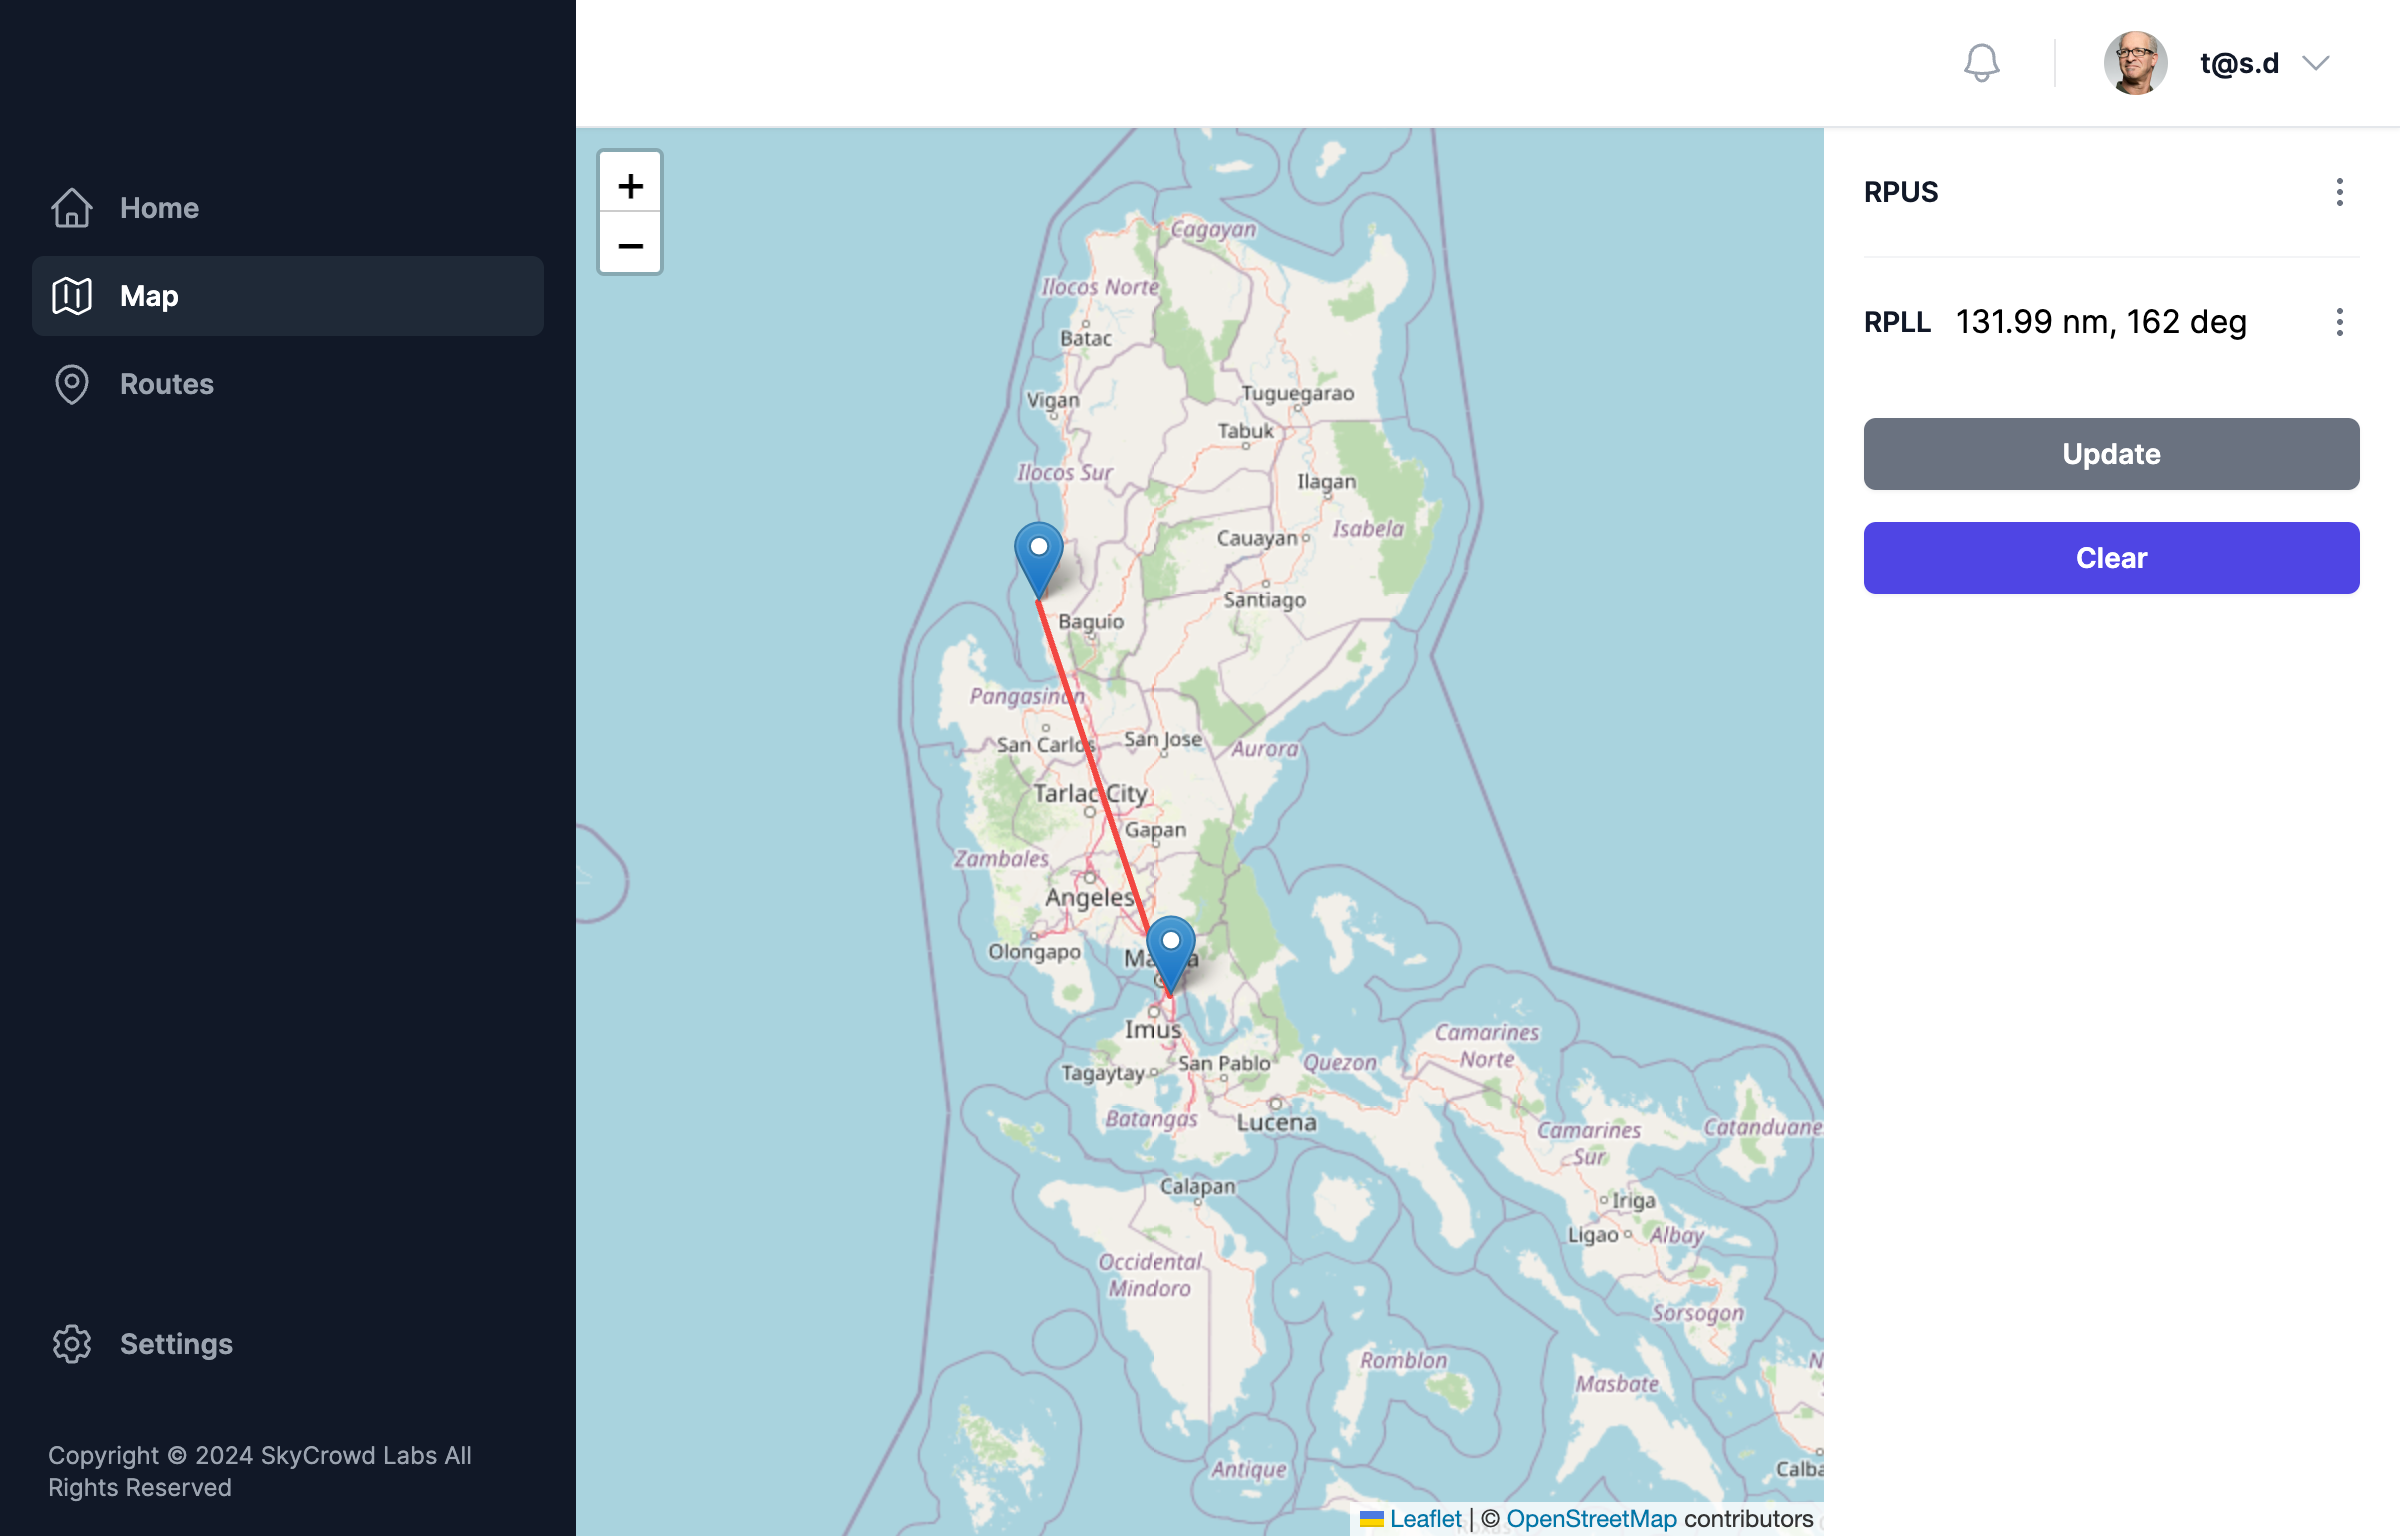 t@s.d
Home
Map
Routes
Settings
Copyright © 2024 SkyCrowd Labs All
Rights Reserved
+
−
Cagayan
Ilocos Norte
Batac
Tuguegarao
Vigan
Tabuk
Ilocos Sur
Ilagan
Isabela
Cauayan
Santiago
Baguio
Pangasinan
San Jose
San Carlos
Aurora
Tarlac City
Gapan
Zambales
Angeles
Olongapo
Imus
San Pablo
Quezon
Tagaytay
Camarines
Norte
Batangas
Lucena
Camarines
Sur
Catanduane
Calapan
Iriga
Ligao
Albay
Occidental
Mindoro
Sorsogon
Romblon
Masbate
Antique
Calba
Leaflet | © OpenStreetMap contributors
RPUS
RPLL 131.99 nm, 162 deg
Update
Clear